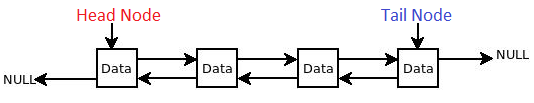 Head Node Tail Node
NULL
Data Data Data Data
NULL